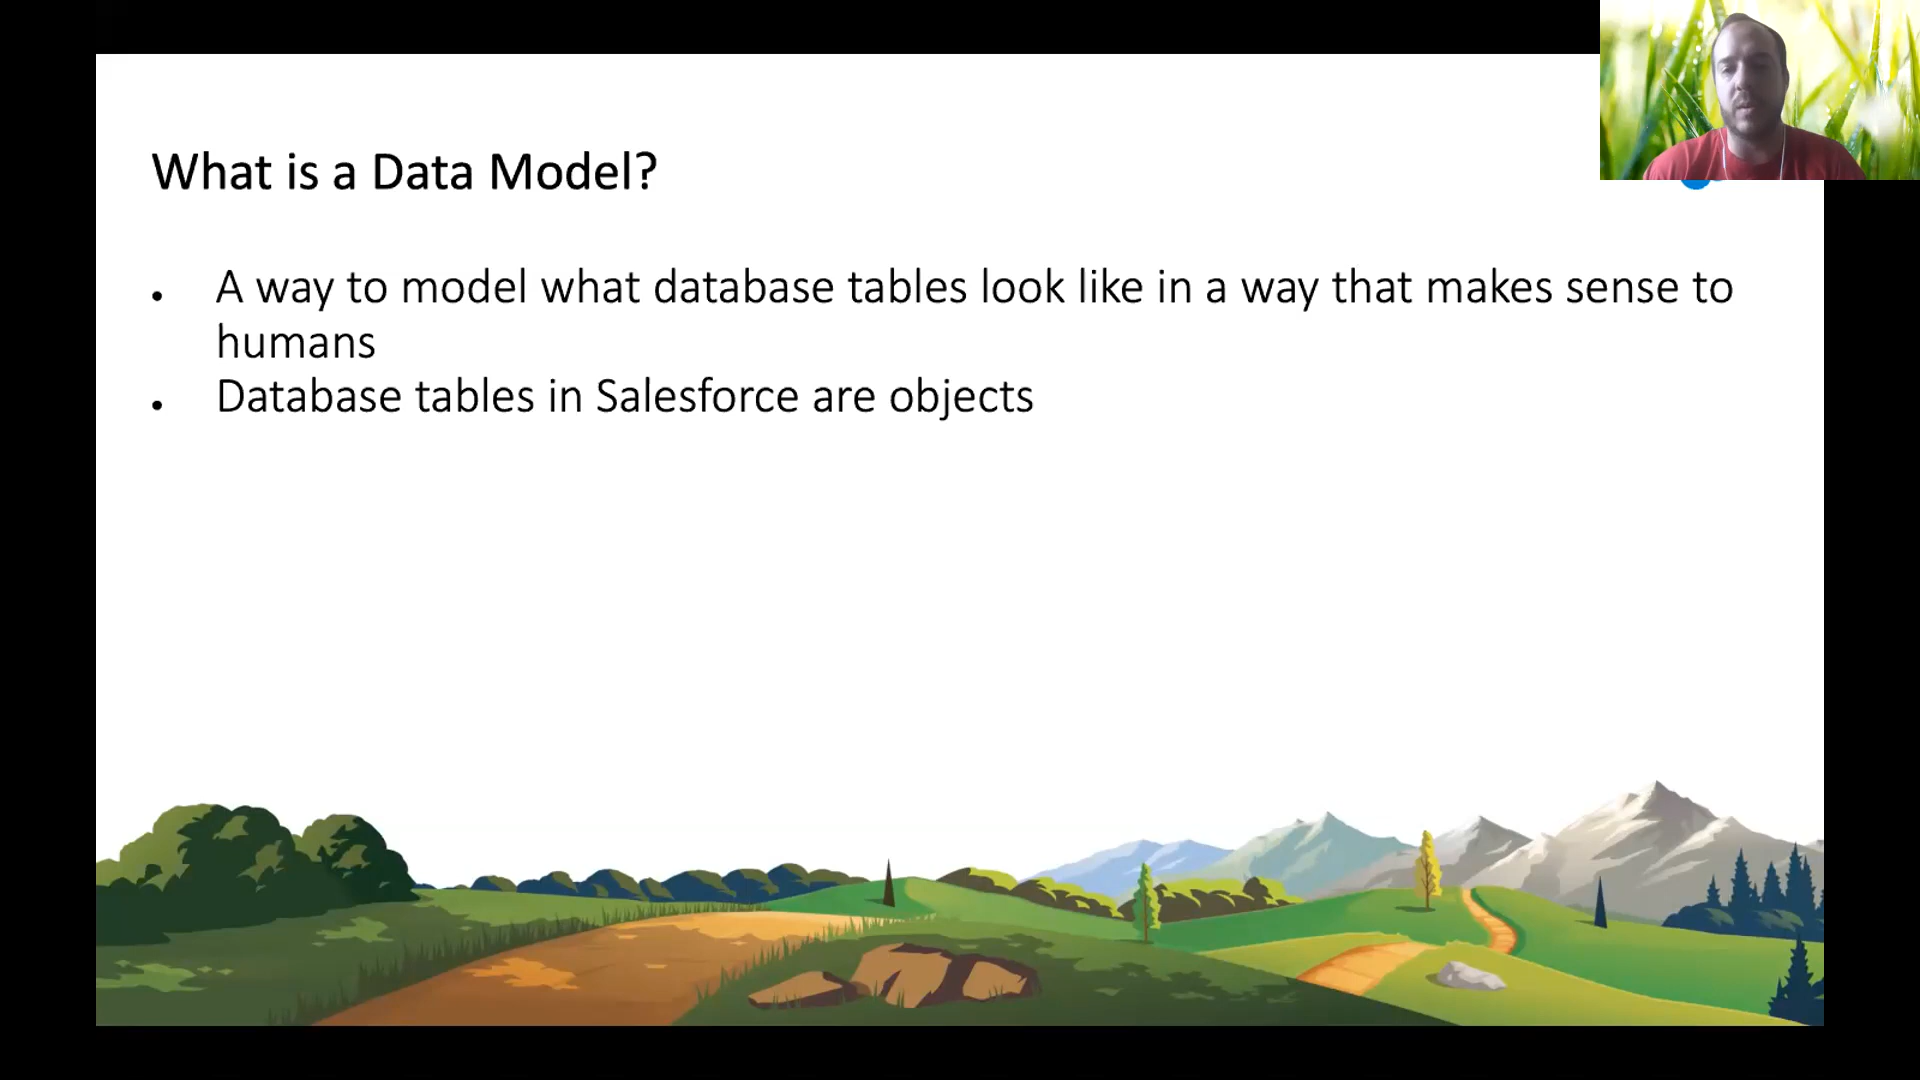 What is a Data Model?
• A way to model what database tables look like in a way that makes sense to
humans
• Database tables in Salesforce are objects